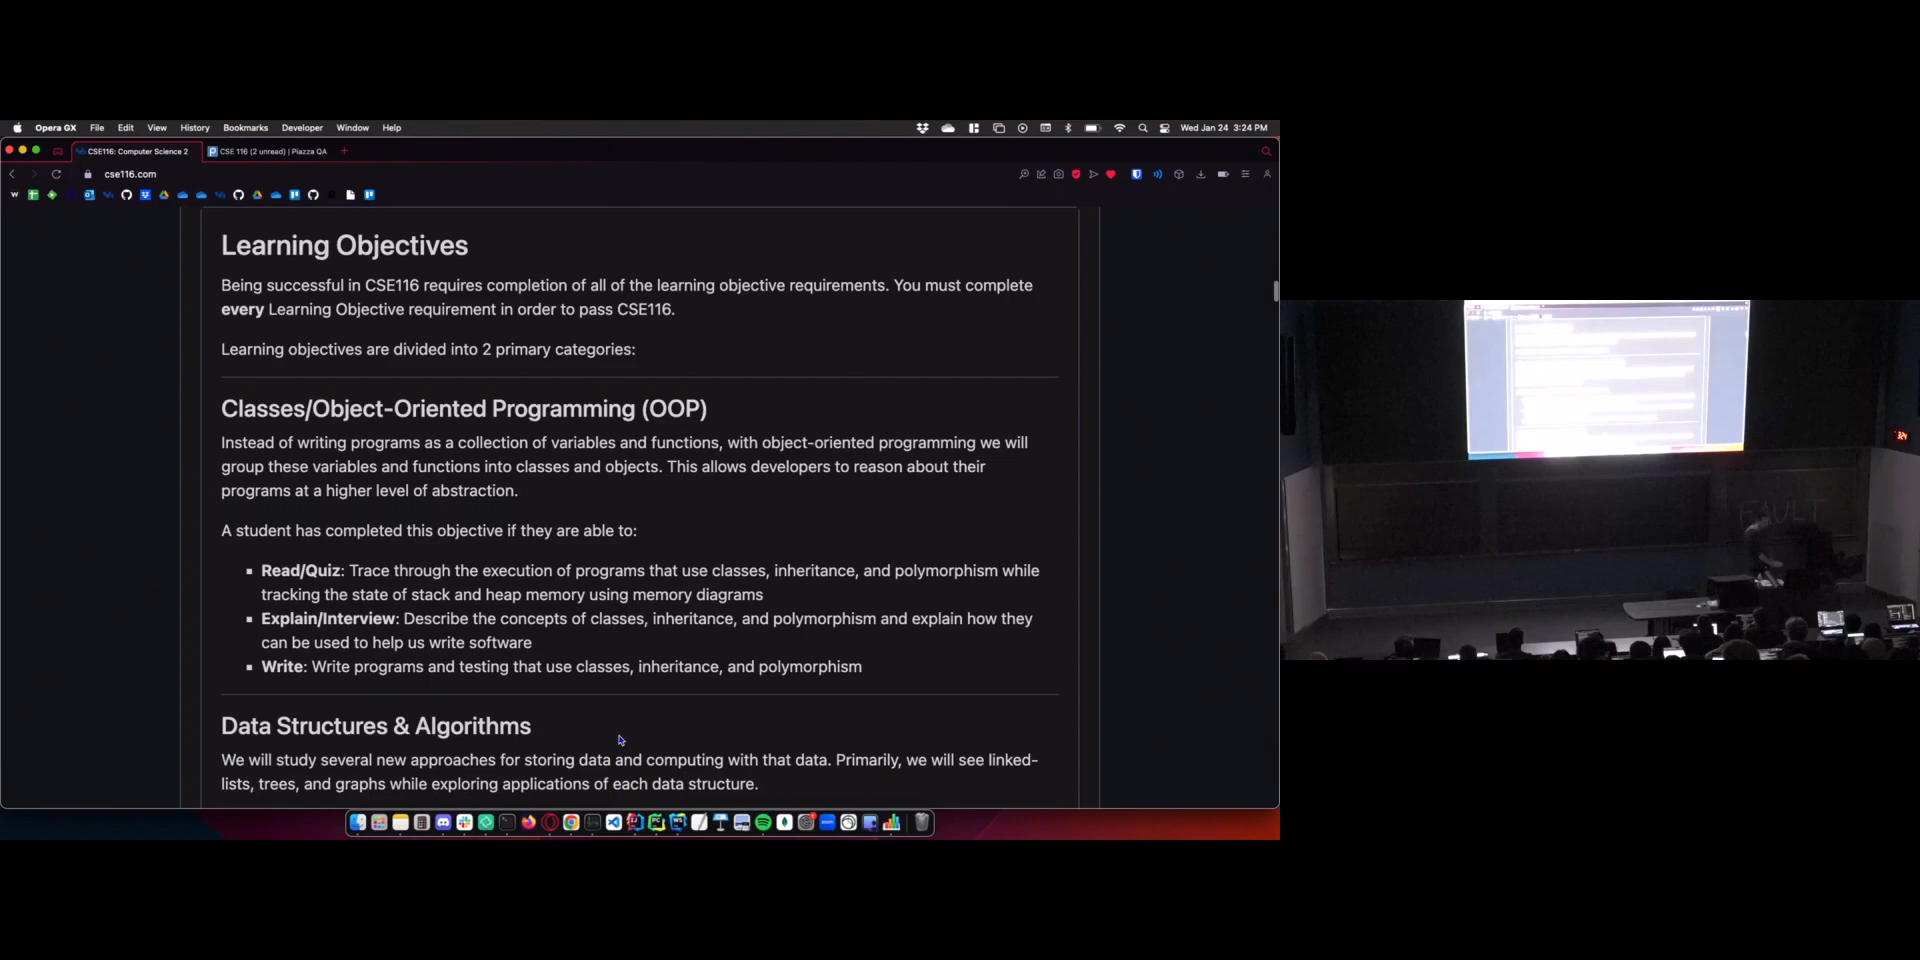 Opera GX File Edit View History Bookmarks Developer Window Help
Wed Jan 24 3:24 PM
CSE116: Computer Science 2
CSE 116 (2 unread) | Piazza QA
cse116.com
Learning Objectives
Being successful in CSE116 requires completion of all of the learning objective requirements. You must complete
every Learning Objective requirement in order to pass CSE116.
Learning objectives are divided into 2 primary categories:
Classes/Object-Oriented Programming (OOP)
Instead of writing programs as a collection of variables and functions, with object-oriented programming we will
group these variables and functions into classes and objects. This allows developers to reason about their
programs at a higher level of abstraction.
A student has completed this objective if they are able to:
Read/Quiz: Trace through the execution of programs that use classes, inheritance, and polymorphism while
tracking the state of stack and heap memory using memory diagrams
Explain/Interview: Describe the concepts of classes, inheritance, and polymorphism and explain how they
can be used to help us write software
Write: Write programs and testing that use classes, inheritance, and polymorphism
Data Structures & Algorithms
We will study several new approaches for storing data and computing with that data. Primarily, we will see linked-
lists, trees, and graphs while exploring applications of each data structure.
3:24
FAULT